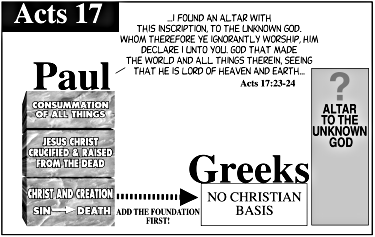 Acts 17
...I FOUND AN ALTAR WITH
THIS INSCRIPTION, TO THE UNKNOWN GOD.
WHOM THEREFORE YE IGNORANTLY WORSHIP, HIM
DECLARE I UNTO YOU. GOD THAT MADE
THE WORLD AND ALL THINGS THEREIN, SEEING
THAT HE IS LORD OF HEAVEN AND EARTH...
Acts 17:23-24
Paul
CONSUMMATION
OF ALL THINGS
JESUS CHRIST
CRUCIFIED & RAISED
FROM THE DEAD
CHRIST AND CREATION
SIN DEATH
ADD THE FOUNDATION
FIRST!
Greeks
NO CHRISTIAN
BASIS
?
ALTAR
TO THE
UNKNOWN
GOD